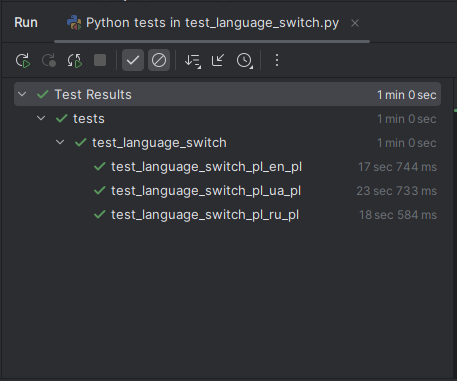 Run Python tests in test_language_switch.py
Test Results 1 min 0 sec
tests 1 min 0 sec
test_language_switch 1 min 0 sec
test_language_switch_pl_en_pl 17 sec 744 ms
test_language_switch_pl_ua_pl 23 sec 733 ms
test_language_switch_pl_ru_pl 18 sec 584 ms